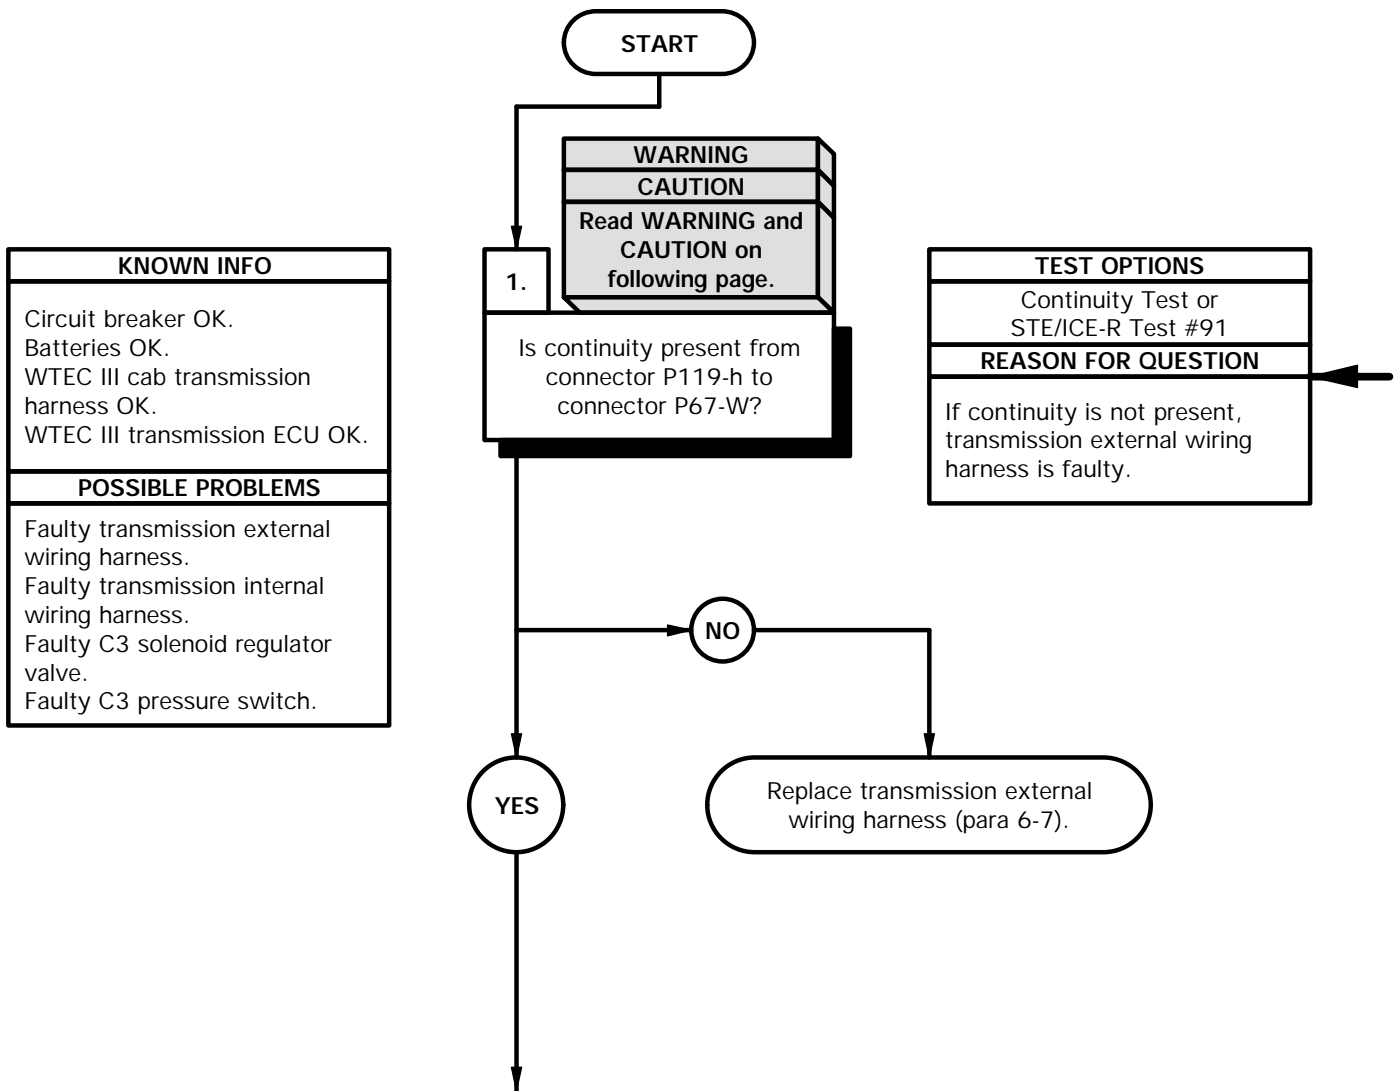 START
WARNING
CAUTION
Read WARNING and
CAUTION on
following page.
1.
Is continuity present from
connector P119-h to
connector P67-W?
KNOWN INFO
Circuit breaker OK.
Batteries OK.
WTEC III cab transmission
harness OK.
WTEC III transmission ECU OK.
POSSIBLE PROBLEMS
Faulty transmission external
wiring harness.
Faulty transmission internal
wiring harness.
Faulty C3 solenoid regulator
valve.
Faulty C3 pressure switch.
TEST OPTIONS
Continuity Test or
STE/ICE-R Test #91
REASON FOR QUESTION
If continuity is not present,
transmission external wiring
harness is faulty.
NO
YES
Replace transmission external
wiring harness (para 6-7).